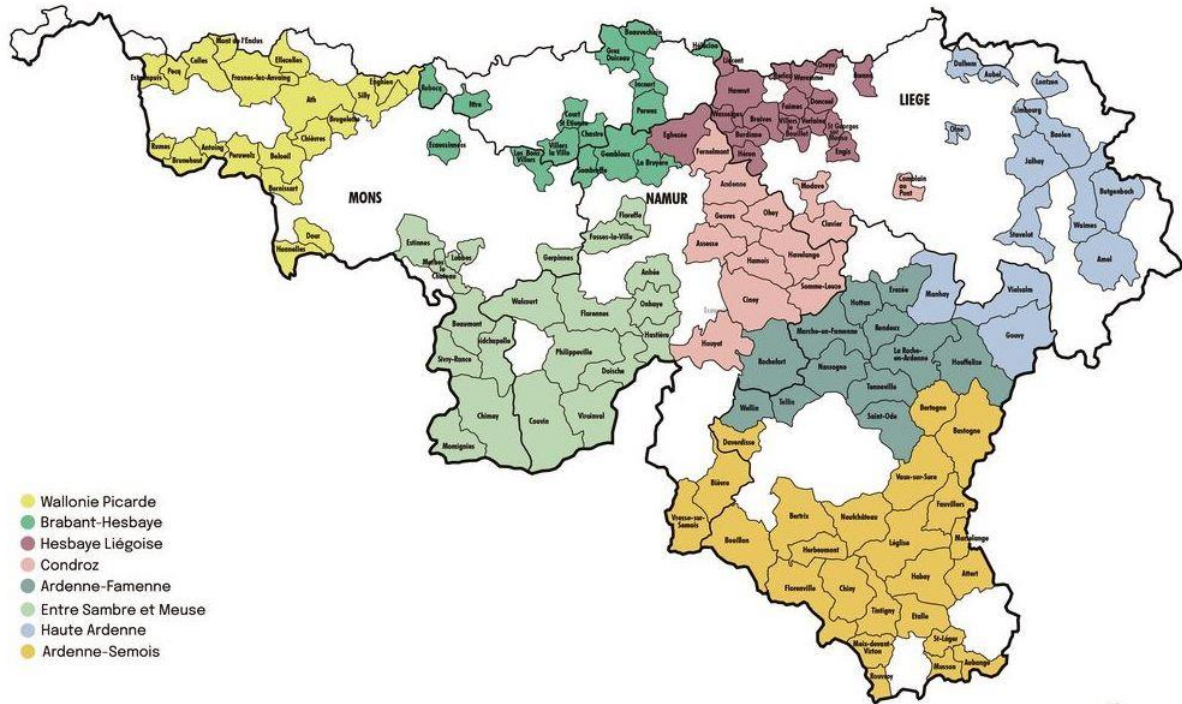 Mont de l'Enclus
Celles
Ellezelles
Estaimpuis
Pecq
Frasnes-lez-Anvaing
Enghien
Silly
Ath
Brugelette
Chièvres
Rumes
Brunehaut
Antoing
Peruwelz
Beloeil
Bernissart
Dour
Honnelles
MONS
Rebecq
Ittre
Ecaussinnes
Beauvechain
Grez
Doiceau
Hélécine
Incourt
Perwez
Court
St Etienne
Chastre
Villers
la Ville
Les Bons
Villers
Gembloux
Sombreffe
La Bruyère
Lincent
Hannut
Berloz
Waremme
Oreye
Faimes
Donceel
Wasseiges
Braives
Villers
le
Bouillet
Verlaine
St Georges
Burdinne
Héron
Engis
Eghezée
LIEGE
Dalhem
Aubel
Lontzen
Limbourg
Baelen
Olne
Jalhay
Butgenbach
Waimes
Stavelot
Amel
Fernelmont
NAMUR
Andenne
Modave
Comblain
au
Pont
Gesves
Ohey
Clavier
Assesse
Hamois
Havelange
Ciney
Somme-Leuze
Houyet
Floreffe
Fosses-la-Ville
Estinnes
Lobbes
Merbes
le
Château
Gerpinnes
Anhée
Onhaye
Hastière
Walcourt
Florennes
Beaumont
Sivry-Rance
Philippeville
Doische
Chimay
Couvin
Viroinval
Momignies
Erezée
Hotton
Manhay
Vielsalm
Gouvy
Marche-en-Famenne
Rendeux
Rochefort
Nassogne
La Roche-
en-Ardenne
Houffalize
Tenneville
Wellin
Tellin
Saint-Ode
Bertogne
Bastogne
Daverdisse
Bièvre
Vaux-sur-Sure
Vresse-sur-
Semois
Bouillon
Bertrix
Neufchâteau
Fauvillers
Herbeumont
Léglise
Martelange
Florenville
Chiny
Habay
Attert
Tintigny
Etalle
Meix-devant-
Virton
St-Léger
Rouvroy
Musson
Aubange
Wallonie Picarde
Brabant-Hesbaye
Hesbaye Liégoise
Condroz
Ardenne-Famenne
Entre Sambre et Meuse
Haute Ardenne
Ardenne-Semois